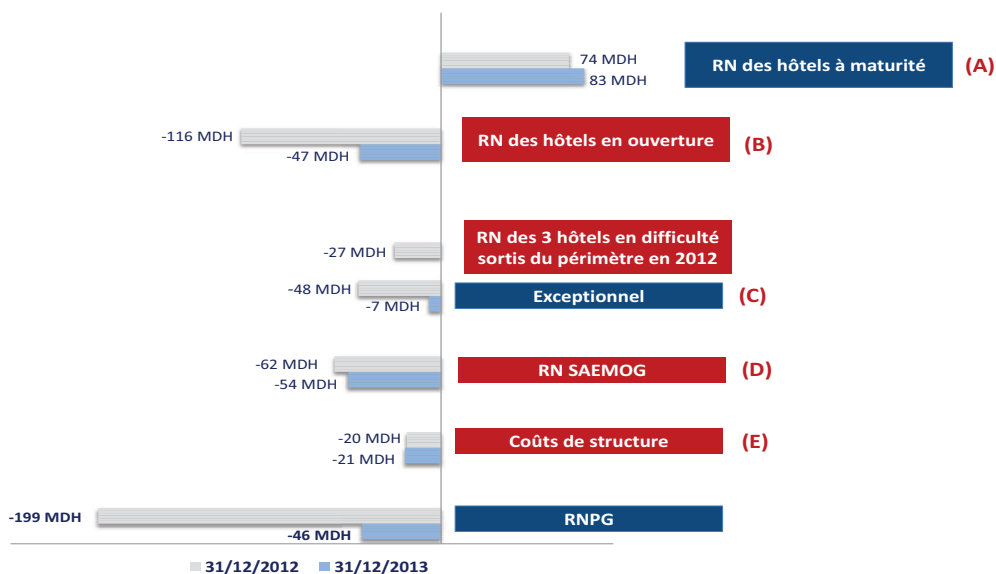 74 MDH
83 MDH
RN des hôtels à maturité
(A)
-116 MDH
-47 MDH
RN des hôtels en ouverture
(B)
-27 MDH
RN des 3 hôtels en difficulté
sortis du périmètre en 2012
-48 MDH
-7 MDH
Exceptionnel
(C)
-62 MDH
-54 MDH
RN SAEMOG
(D)
-20 MDH
-21 MDH
Coûts de structure
(E)
-199 MDH
-46 MDH
RNPG
31/12/2012
31/12/2013